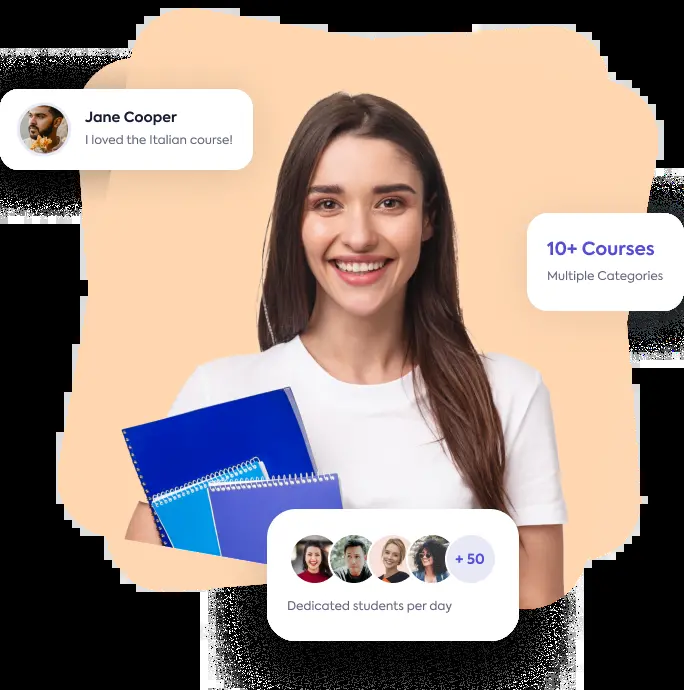 Jane Cooper
I loved the Italian course!
10+ Courses
Multiple Categories
+ 50
Dedicated students per day